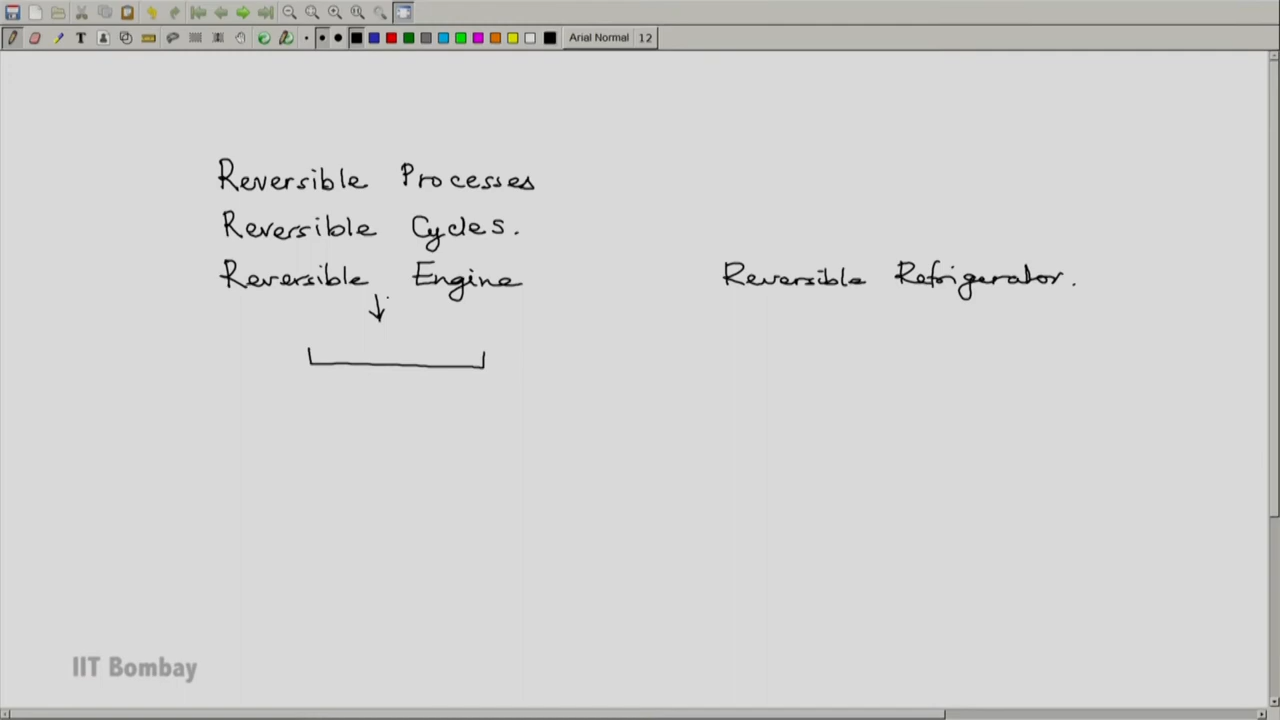 Arial Normal 12
Reversible Processes
Reversible Cycles.
Reversible Engine Reversible Refrigerator.
IIT Bombay